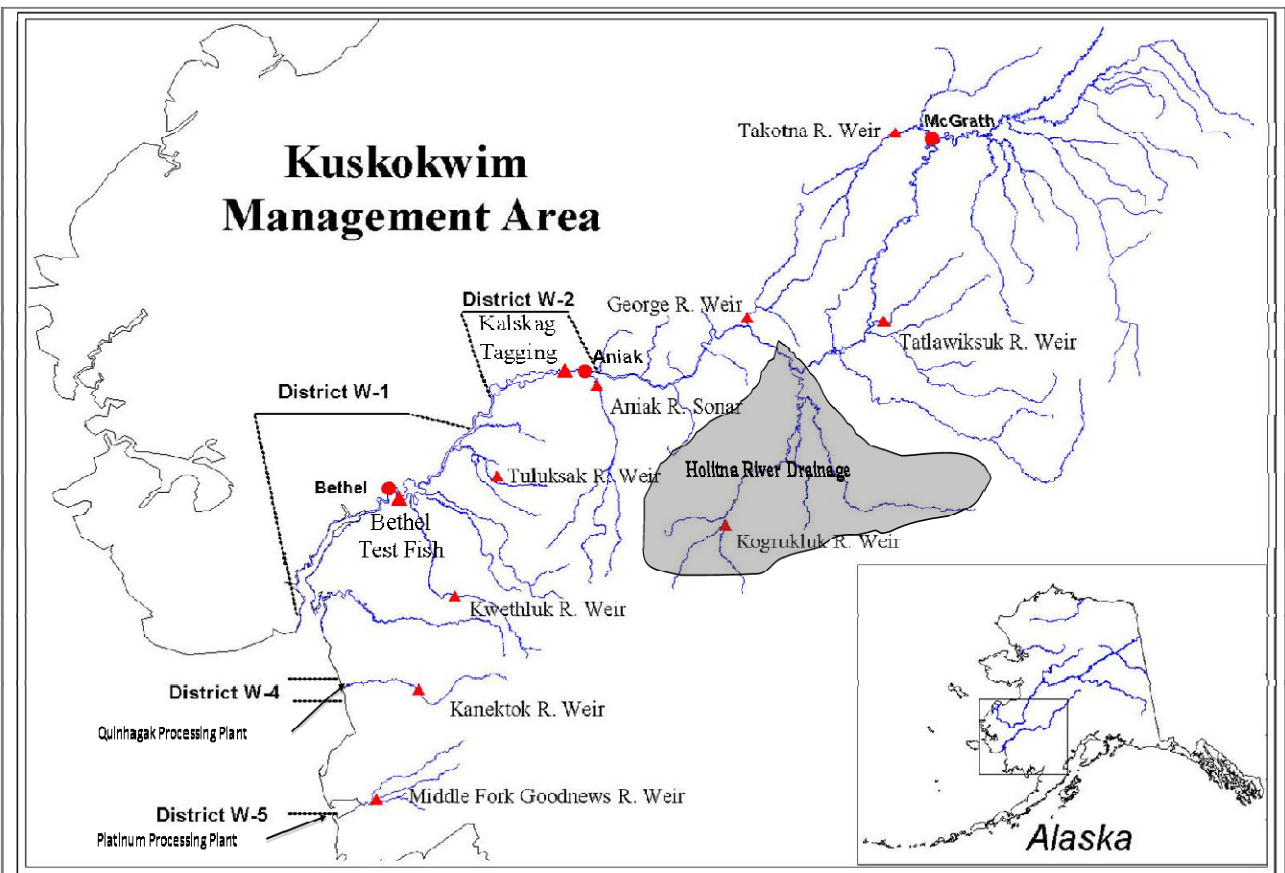 Kuskokwim
Management Area
Takotna R. Weir
McGrath
District W-2
Kalskag
Tagging
Aniak
George R. Weir
Tatlawiksuk R. Weir
District W-1
Aniak R. Sonar
Tuluksak R. Weir
Holitna River Drainage
Bethel
Bethel
Test Fish
Kogrukluk R. Weir
Kwethluk R. Weir
District W-4
Kanektok R. Weir
Quinhagak Processing Plant
Middle Fork Goodnews R. Weir
District W-5
Platinum Processing Plant
Alaska